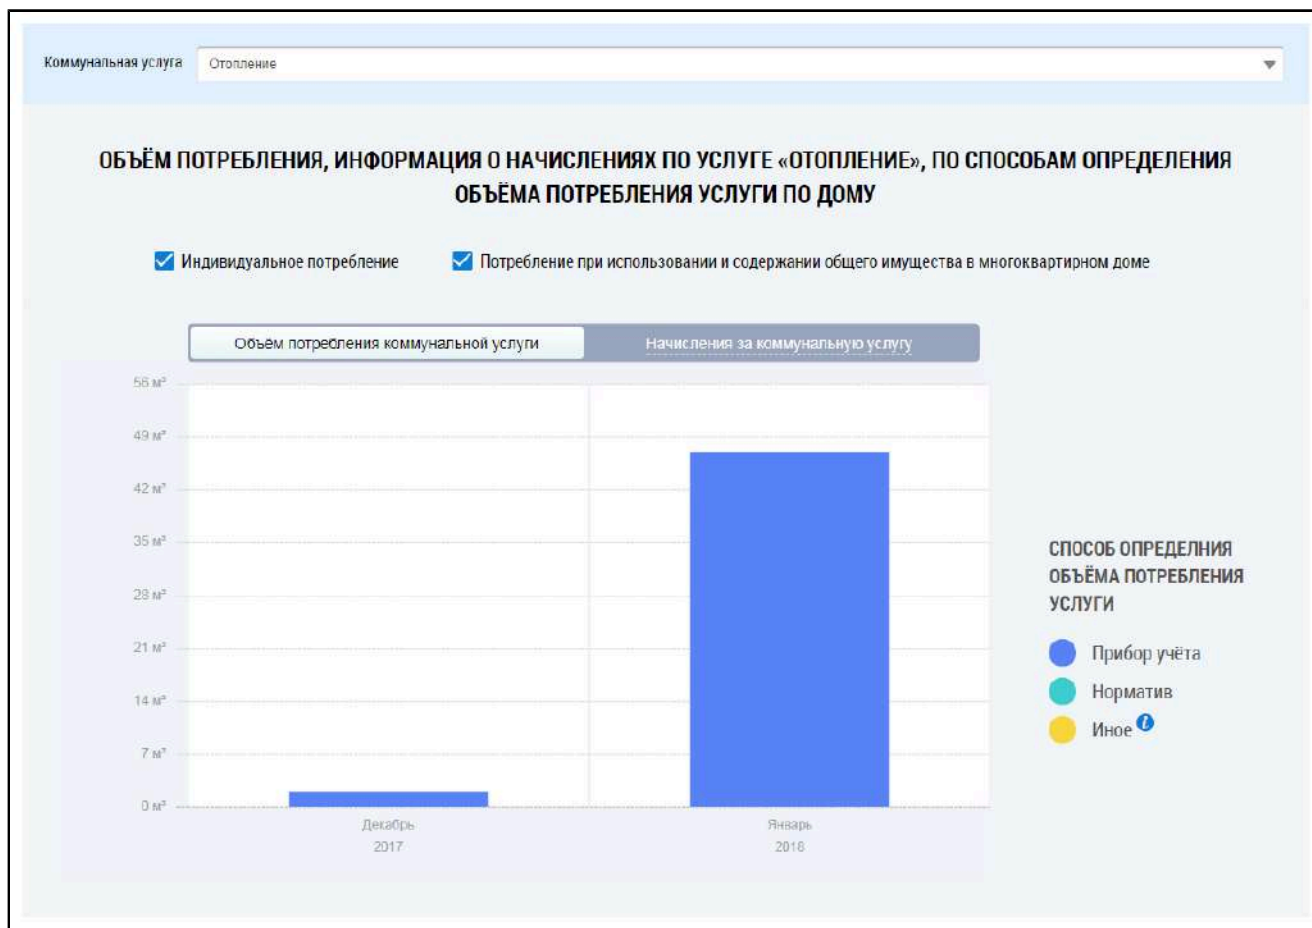 Коммунальная услуга Отопление
ОБЪЁМ ПОТРЕБЛЕНИЯ, ИНФОРМАЦИЯ О НАЧИСЛЕНИЯХ ПО УСЛУГЕ «ОТОПЛЕНИЕ», ПО СПОСОБАМ ОПРЕДЕЛЕНИЯ
ОБЪЁМА ПОТРЕБЛЕНИЯ УСЛУГИ ПО ДОМУ
Индивидуальное потребление Потребление при использовании и содержании общего имущества в многоквартирном доме
Объём потребления коммунальной услуги Начисления за коммунальную услугу
56 м³
49 м³
42 м³
35 м³
28 м³
21 м³
14 м³
7 м³
0 м³
Декабрь
2017
Январь
2018
СПОСОБ ОПРЕДЕЛНИЯ
ОБЪЁМА ПОТРЕБЛЕНИЯ
УСЛУГИ
Прибор учёта
Норматив
Иное